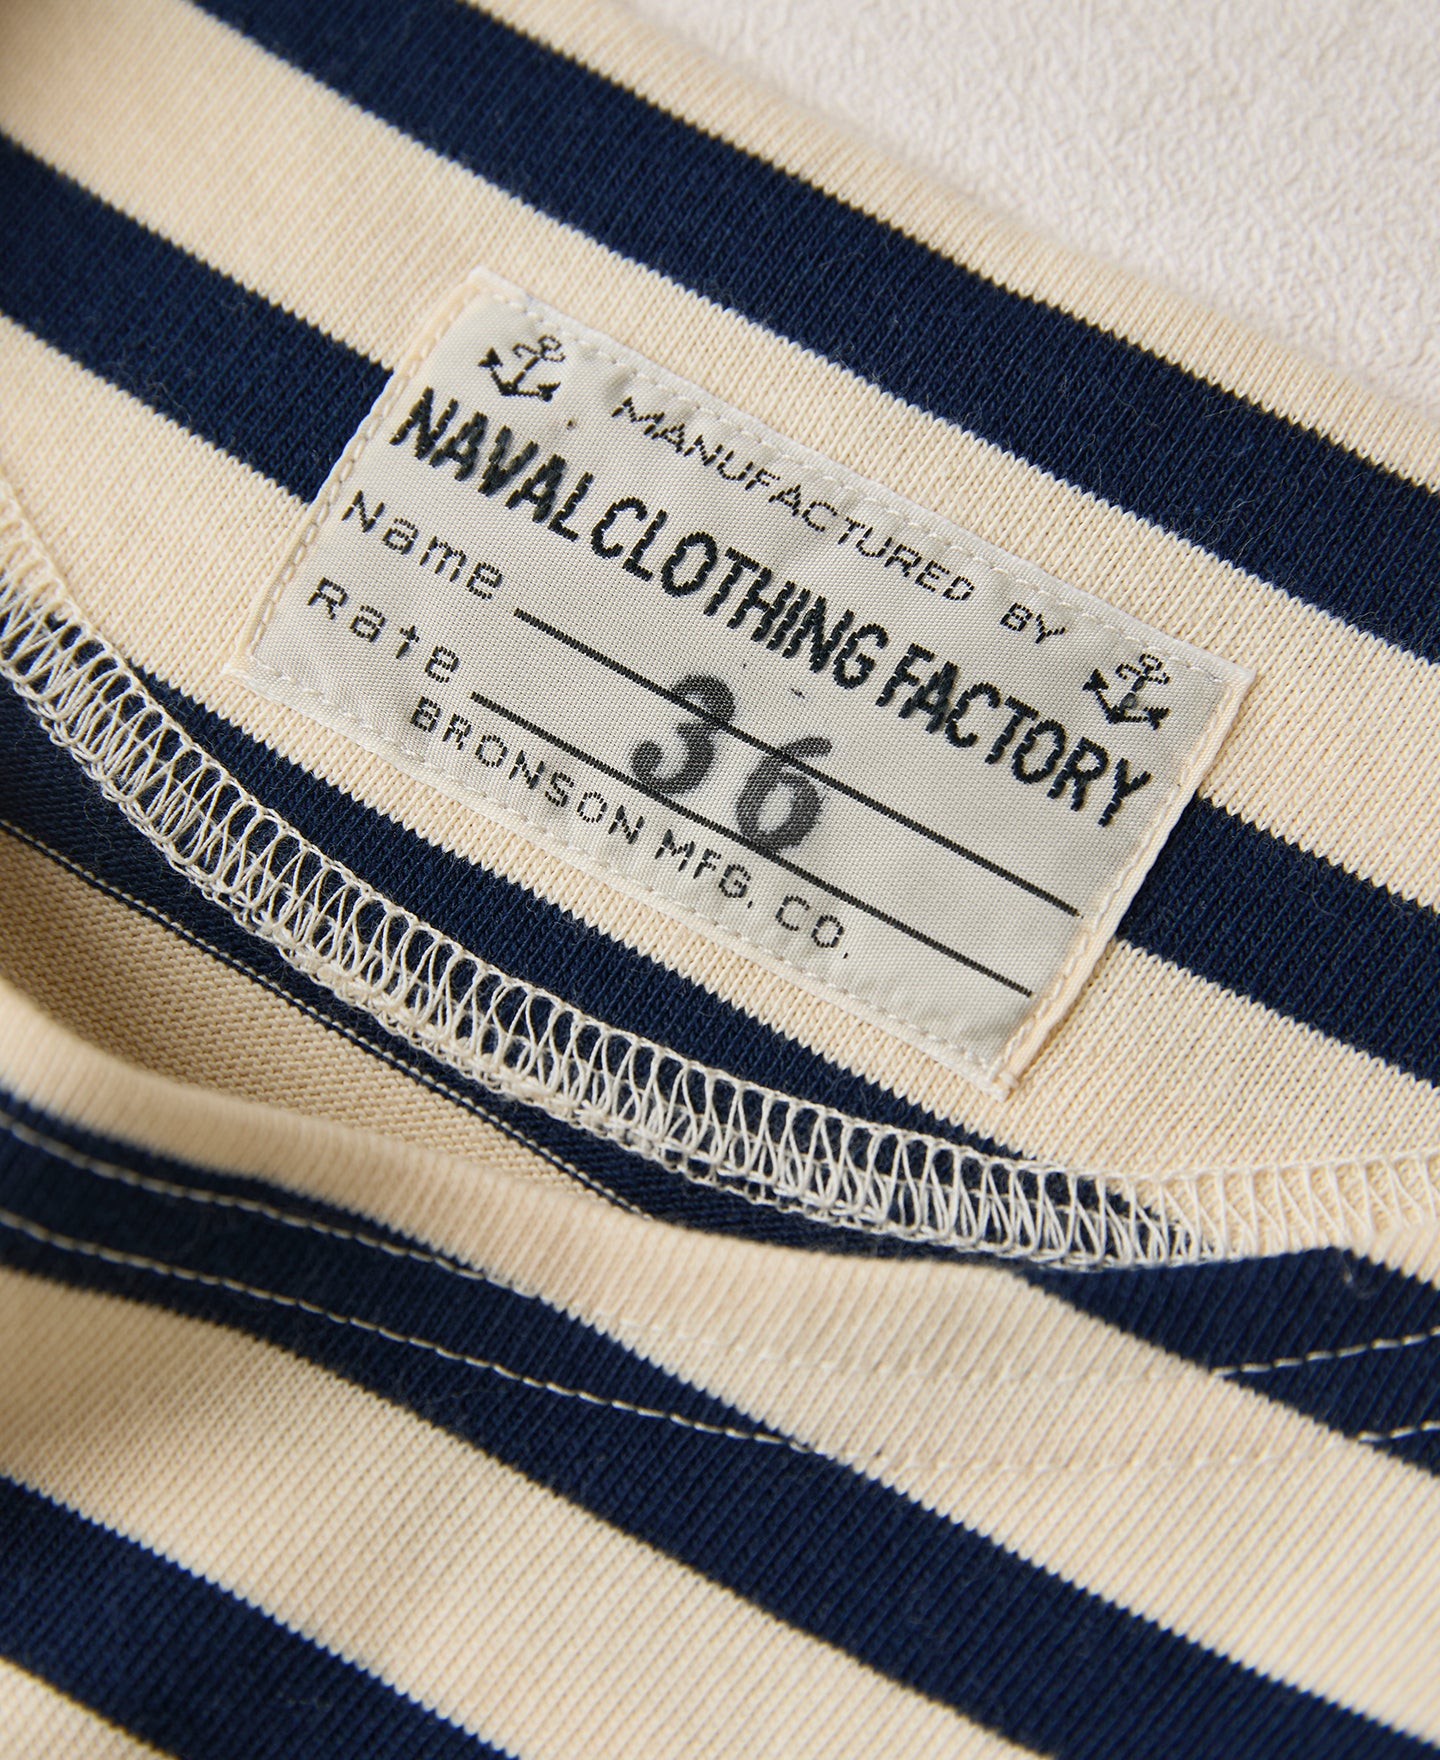 MANUFACTURED BY
NAVAL CLOTHING FACTORY
Name
Rate
36
BRONSON MFG. CO.